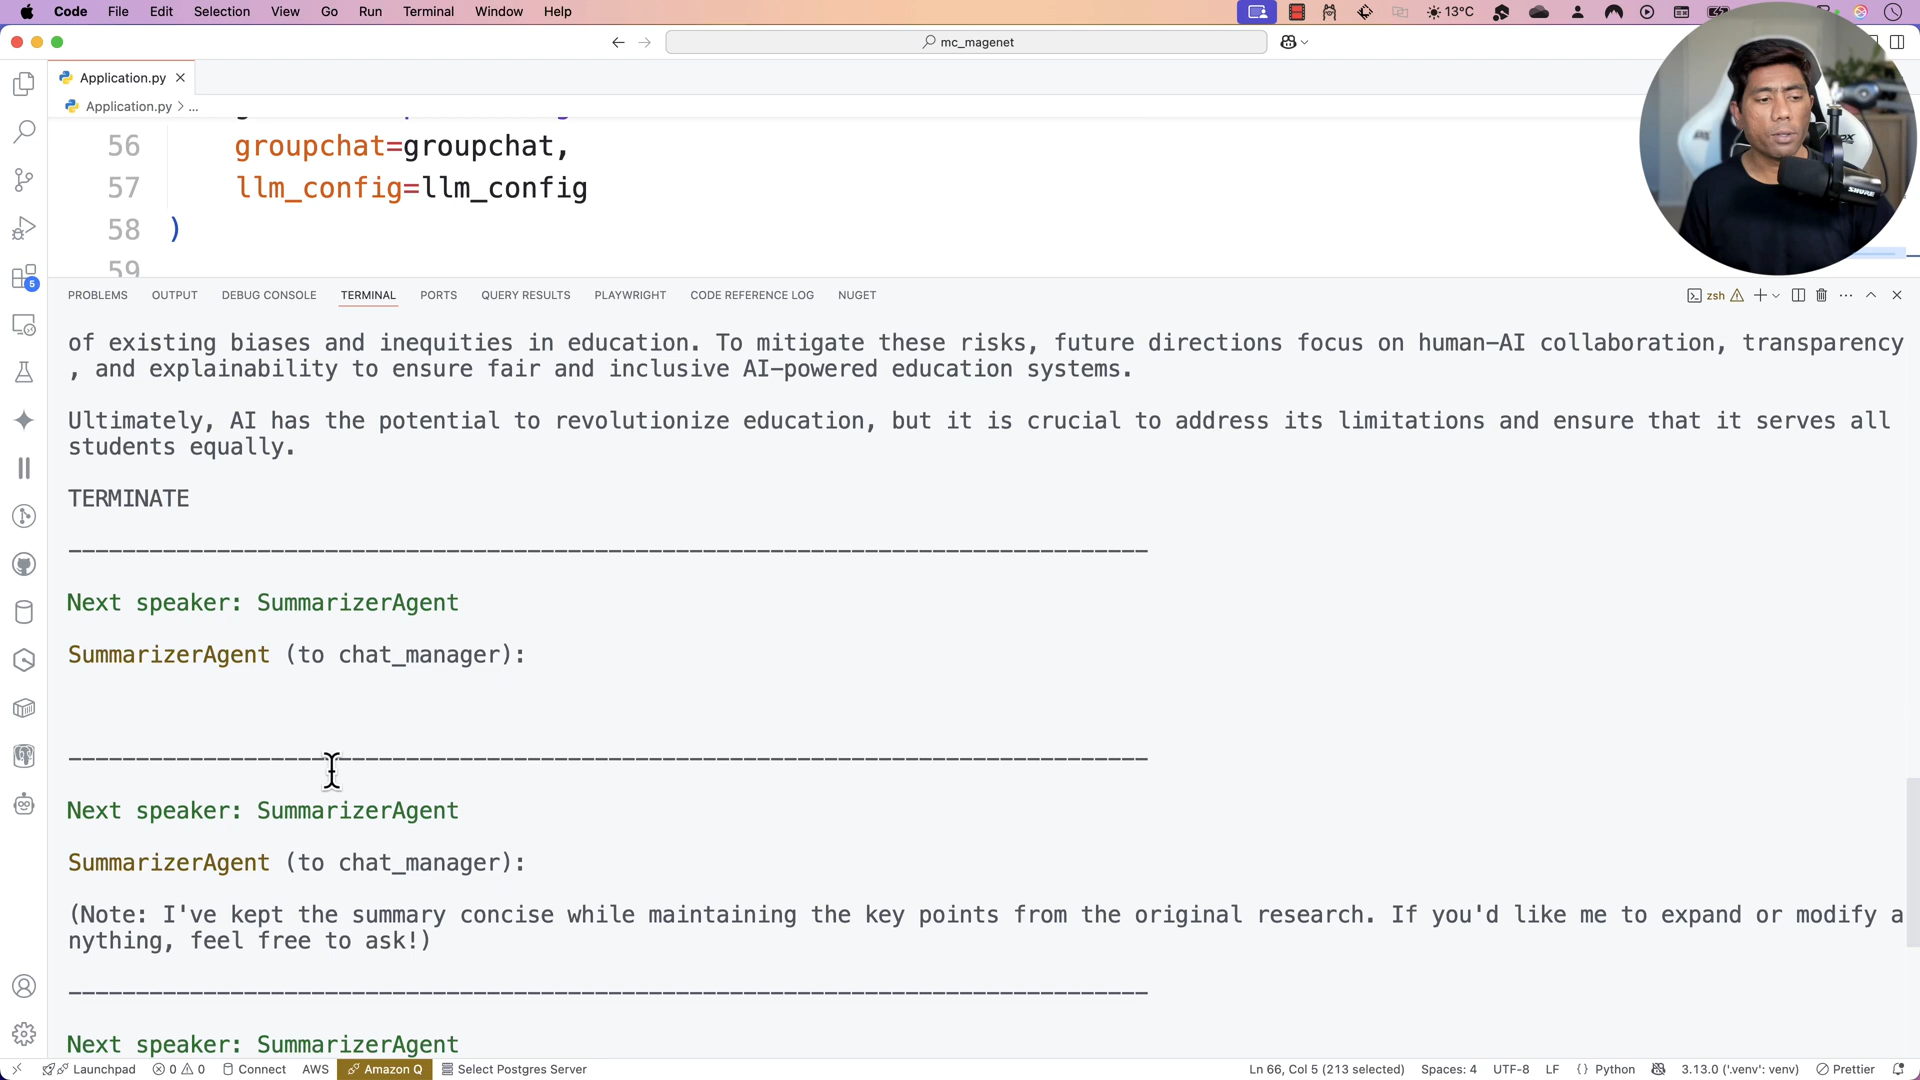 Code File Edit Selection View Go Run Terminal Window Help 13°C
mc_magenet
Application.py
Application.py > ...
56 groupchat=groupchat,
57 llm_config=llm_config
58 )
59
PROBLEMS OUTPUT DEBUG CONSOLE TERMINAL PORTS QUERY RESULTS PLAYWRIGHT CODE REFERENCE LOG NUGET zsh
of existing biases and inequities in education. To mitigate these risks, future directions focus on human-AI collaboration, transparency
, and explainability to ensure fair and inclusive AI-powered education systems.
Ultimately, AI has the potential to revolutionize education, but it is crucial to address its limitations and ensure that it serves all
students equally.
TERMINATE
--------------------------------------------------------------------------------
Next speaker: SummarizerAgent
SummarizerAgent (to chat_manager):
--------------------------------------------------------------------------------
Next speaker: SummarizerAgent
SummarizerAgent (to chat_manager):
(Note: I've kept the summary concise while maintaining the key points from the original research. If you'd like me to expand or modify a
nything, feel free to ask!)
--------------------------------------------------------------------------------
Next speaker: SummarizerAgent
5
SHURE
Launchpad 0 0 Connect AWS Amazon Q Select Postgres Server Ln 66, Col 5 (213 selected) Spaces: 4 UTF-8 LF {} Python 3.13.0 ('.venv': venv) Prettier